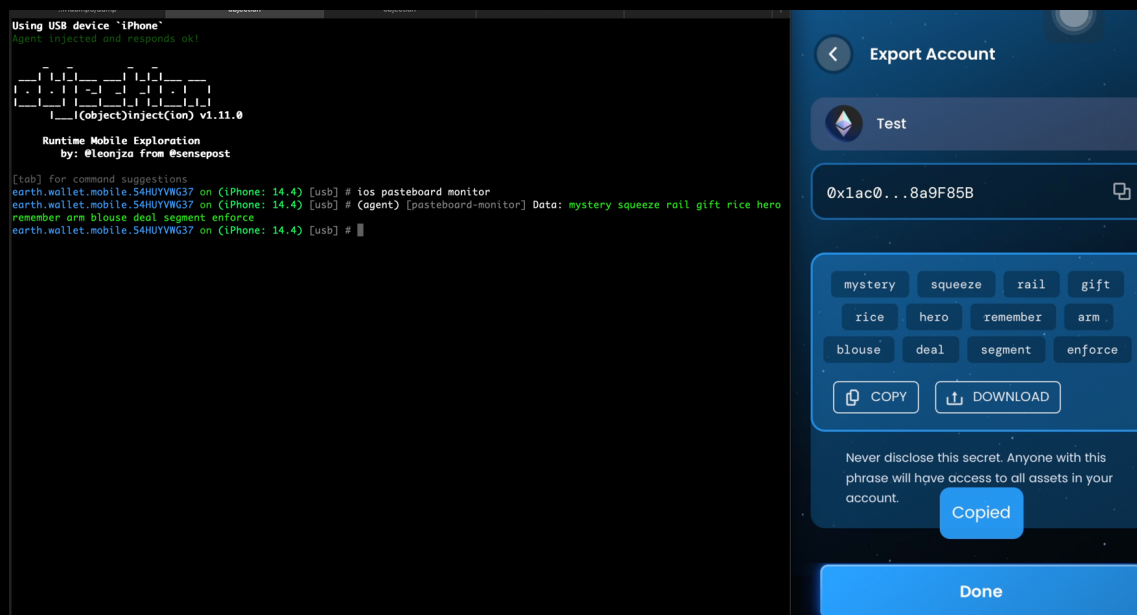 Using USB device `iPhone`
Agent injected and responds ok!
|___|(object)inject(ion) v1.11.0
Runtime Mobile Exploration
by: @leonjza from @sensepost
[tab] for command suggestions
earth.wallet.mobile.54HUYVWG37 on (iPhone: 14.4) [usb] # ios pasteboard monitor
earth.wallet.mobile.54HUYVWG37 on (iPhone: 14.4) [usb] # (agent) [pasteboard-monitor] Data: mystery squeeze rail gift rice hero
remember arm blouse deal segment enforce
earth.wallet.mobile.54HUYVWG37 on (iPhone: 14.4) [usb] #
Export Account
Test
0x1ac0...8a9F85B
mystery squeeze rail gift
rice hero remember arm
blouse deal segment enforce
COPY DOWNLOAD
Never disclose this secret. Anyone with this
phrase will have access to all assets in your
account.
Copied
Done